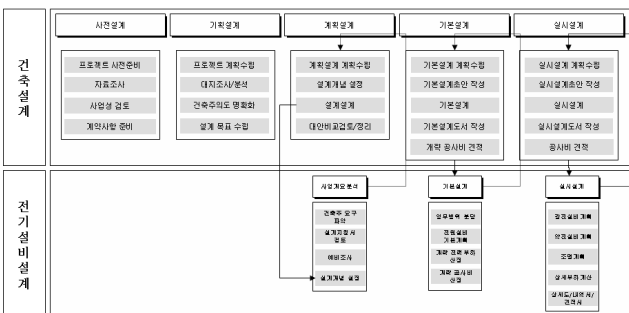 사전설계
기획설계
계획설계
기본설계
실시설계
건축설계
프로젝트 사전준비
자료조사
사업성 검토
계약사항 준비
프로젝트 계획수립
대지조사/분석
건축주의도 명확화
설계 목표 수립
계획설계 계획수립
설계개념 설정
설계설계
대안비교검토/정리
기본설계 계획수립
기본설계초안 작성
기본설계
기본설계도서 작성
개략 공사비 견적
실시설계 계획수립
실시설계초안 작성
실시설계
실시설계도서 작성
공사비 견적
전기설비설계
사업개요분석
기본설계
실시설계
건축주 요구
파악
설계지침서
검토
예비조사
설계개념 설정
업무범위 분담
전원설비
기본계획
개략 전력부하
산정
개략 공사비
산정
강전설비계획
약전설비계획
조명계획
상세부하계산
상세도/내역서/
견적서